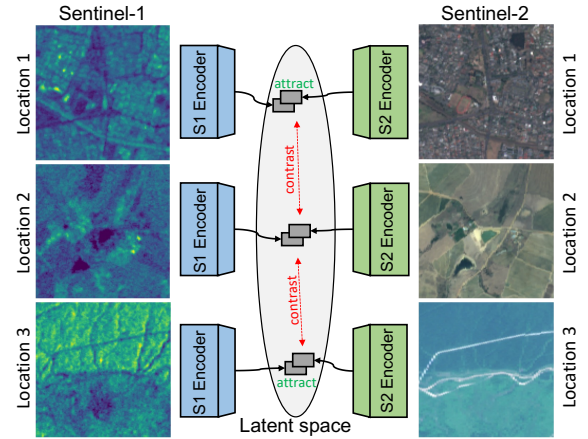 Sentinel-1
Sentinel-2
Location 1
S1 Encoder
attract
S2 Encoder
Location 1
contrast
Location 2
S1 Encoder
S2 Encoder
Location 2
contrast
Location 3
S1 Encoder
attract
S2 Encoder
Location 3
Latent space